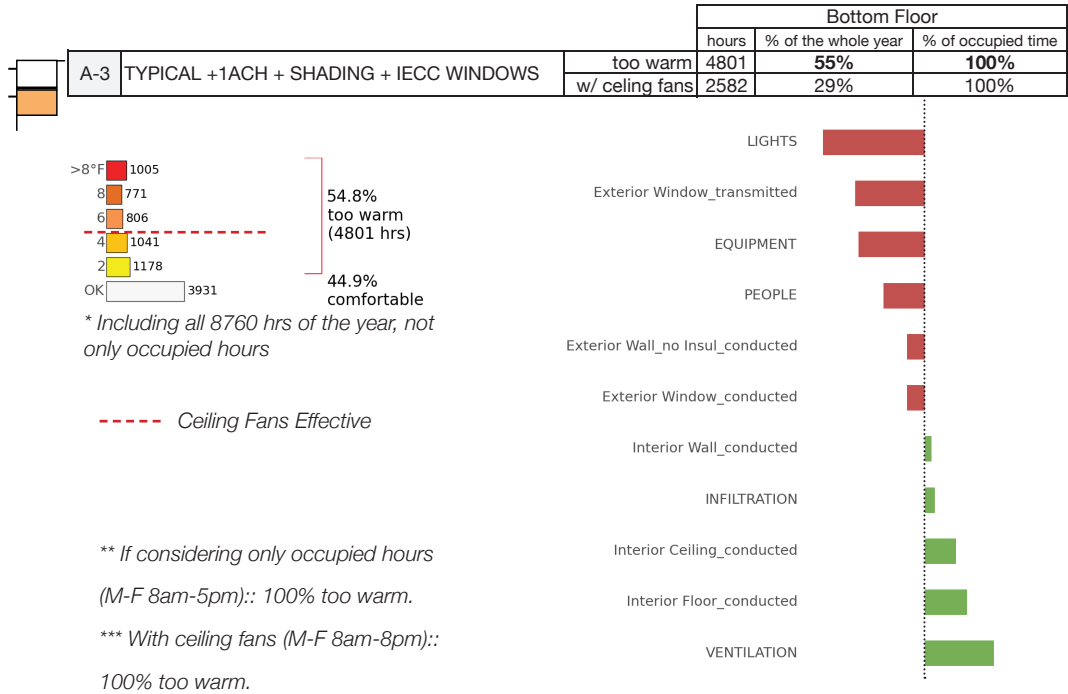 Bottom Floor
hours % of the whole year % of occupied time
A-3 TYPICAL +1ACH + SHADING + IECC WINDOWS too warm 4801 55% 100%
w/ celing fans 2582 29% 100%
>8°F 1005
8 771
6 806
4 1041
2 1178
OK 3931
54.8%
too warm
(4801 hrs)
44.9%
comfortable
* Including all 8760 hrs of the year, not
only occupied hours
Ceiling Fans Effective
** If considering only occupied hours
(M-F 8am-5pm):: 100% too warm.
*** With ceiling fans (M-F 8am-8pm)::
100% too warm.
LIGHTS
Exterior Window_transmitted
EQUIPMENT
PEOPLE
Exterior Wall_no Insul_conducted
Exterior Window_conducted
Interior Wall_conducted
INFILTRATION
Interior Ceiling_conducted
Interior Floor_conducted
VENTILATION